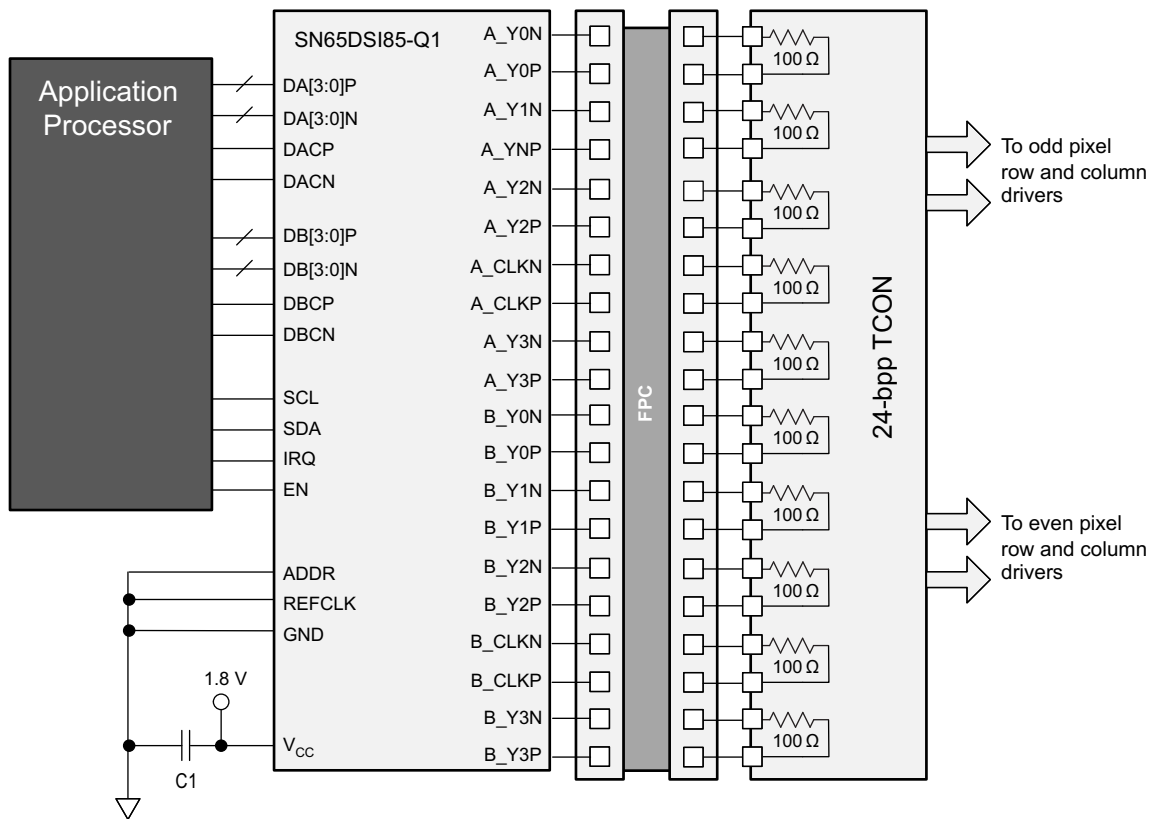 SN65DSI85-Q1
Application
Processor
DA[3:0]P
DA[3:0]N
DACP
DACN
DB[3:0]P
DB[3:0]N
DBCP
DBCN
SCL
SDA
IRQ
EN
ADDR
REFCLK
GND
1.8 V
VCC
C1
A_Y0N
A_Y0P
A_Y1N
A_YNP
A_Y2N
A_Y2P
A_CLKN
A_CLKP
A_Y3N
A_Y3P
B_Y0N
B_Y0P
B_Y1N
B_Y1P
B_Y2N
B_Y2P
B_CLKN
B_CLKP
B_Y3N
B_Y3P
FPC
100 Ω
100 Ω
100 Ω
100 Ω
100 Ω
100 Ω
100 Ω
100 Ω
100 Ω
100 Ω
24-bpp TCON
To odd pixel
row and column
drivers
To even pixel
row and column
drivers